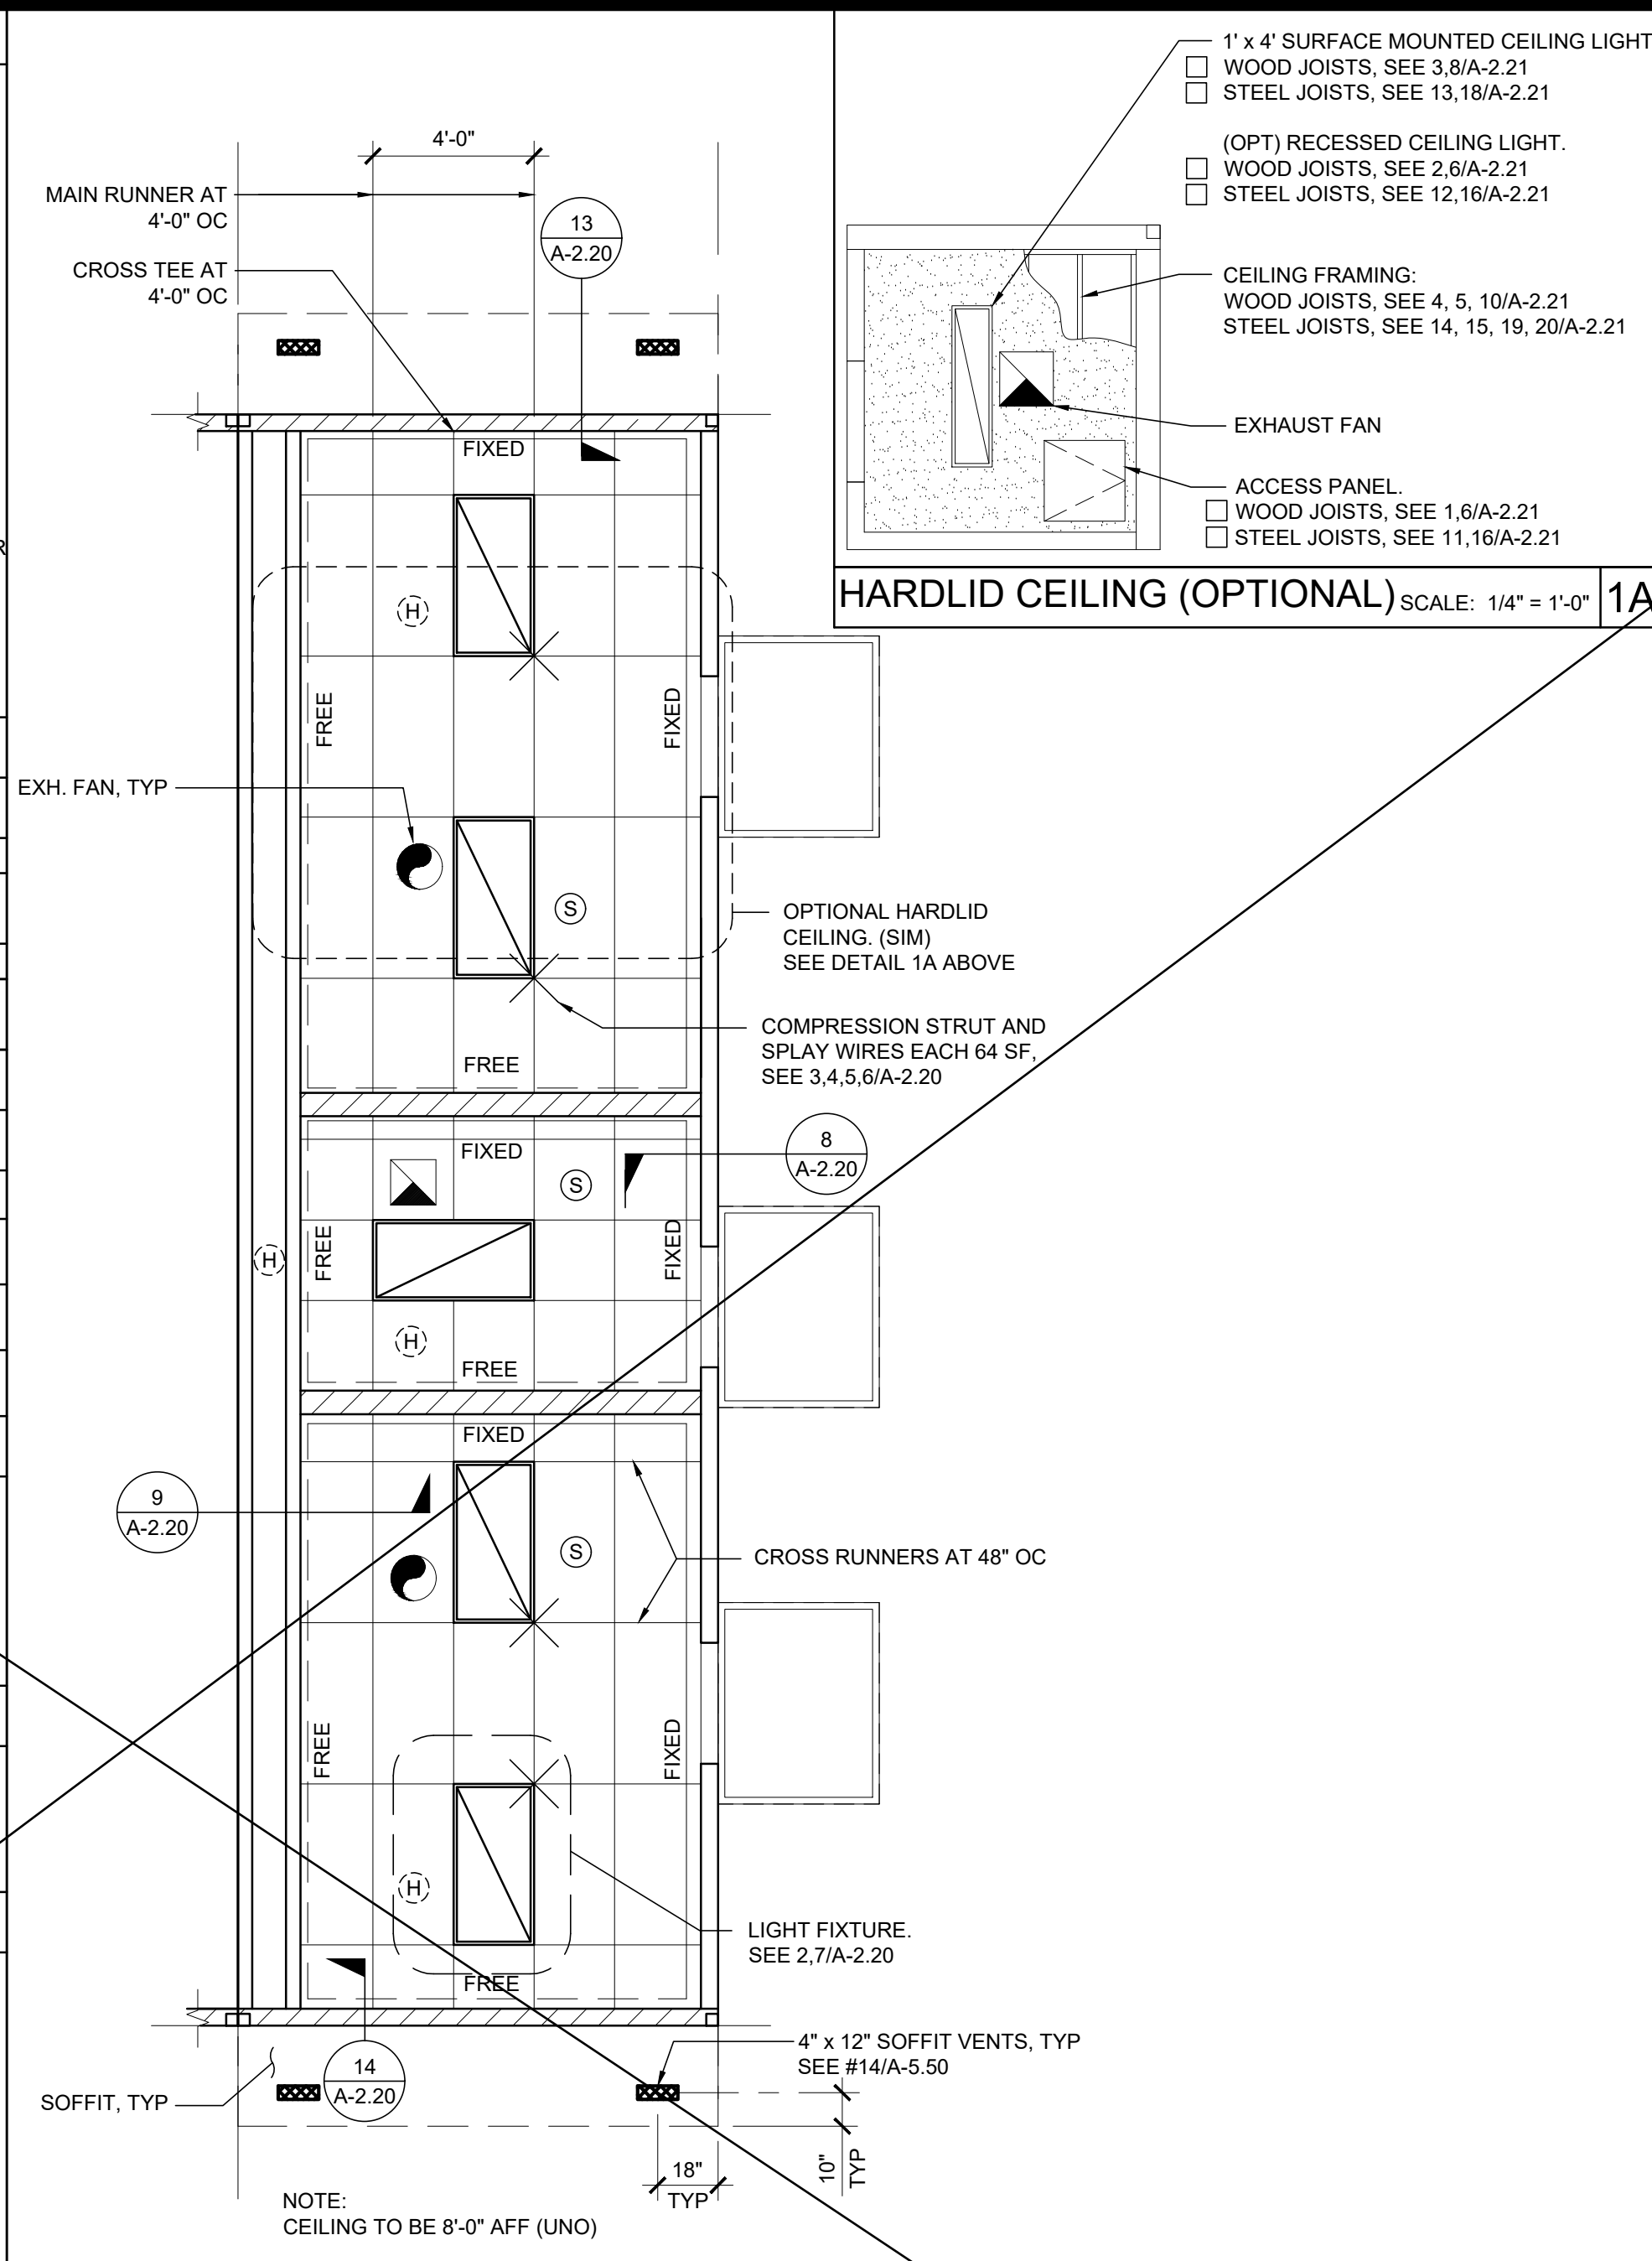 1' x 4' SURFACE MOUNTED CEILING LIGHT
WOOD JOISTS, SEE 3,8/A-2.21
STEEL JOISTS, SEE 13,18/A-2.21
(OPT) RECESSED CEILING LIGHT.
WOOD JOISTS, SEE 2,6/A-2.21
STEEL JOISTS, SEE 12,16/A-2.21
CEILING FRAMING:
WOOD JOISTS, SEE 4, 5, 10/A-2.21
STEEL JOISTS, SEE 14, 15, 19, 20/A-2.21
EXHAUST FAN
ACCESS PANEL.
WOOD JOISTS, SEE 1,6/A-2.21
STEEL JOISTS, SEE 11,16/A-2.21
HARDLID CEILING (OPTIONAL) SCALE: 1/4" = 1'-0" 1A
4'-0"
MAIN RUNNER AT
4'-0" OC
13
A-2.20
CROSS TEE AT
4'-0" OC
FIXED
R
H
FREE
FIXED
EXH. FAN, TYP
S
OPTIONAL HARDLID
CEILING. (SIM)
SEE DETAIL 1A ABOVE
COMPRESSION STRUT AND
SPLAY WIRES EACH 64 SF,
SEE 3,4,5,6/A-2.20
FREE
8
A-2.20
FIXED
S
FREE
FIXED
H
H
FREE
FIXED
9
A-2.20
S
CROSS RUNNERS AT 48" OC
FREE
FIXED
H
LIGHT FIXTURE.
SEE 2,7/A-2.20
FREE
14
A-2.20
4" x 12" SOFFIT VENTS, TYP
SEE #14/A-5.50
SOFFIT, TYP
18"
TYP
10"
TYP
NOTE:
CEILING TO BE 8'-0" AFF (UNO)